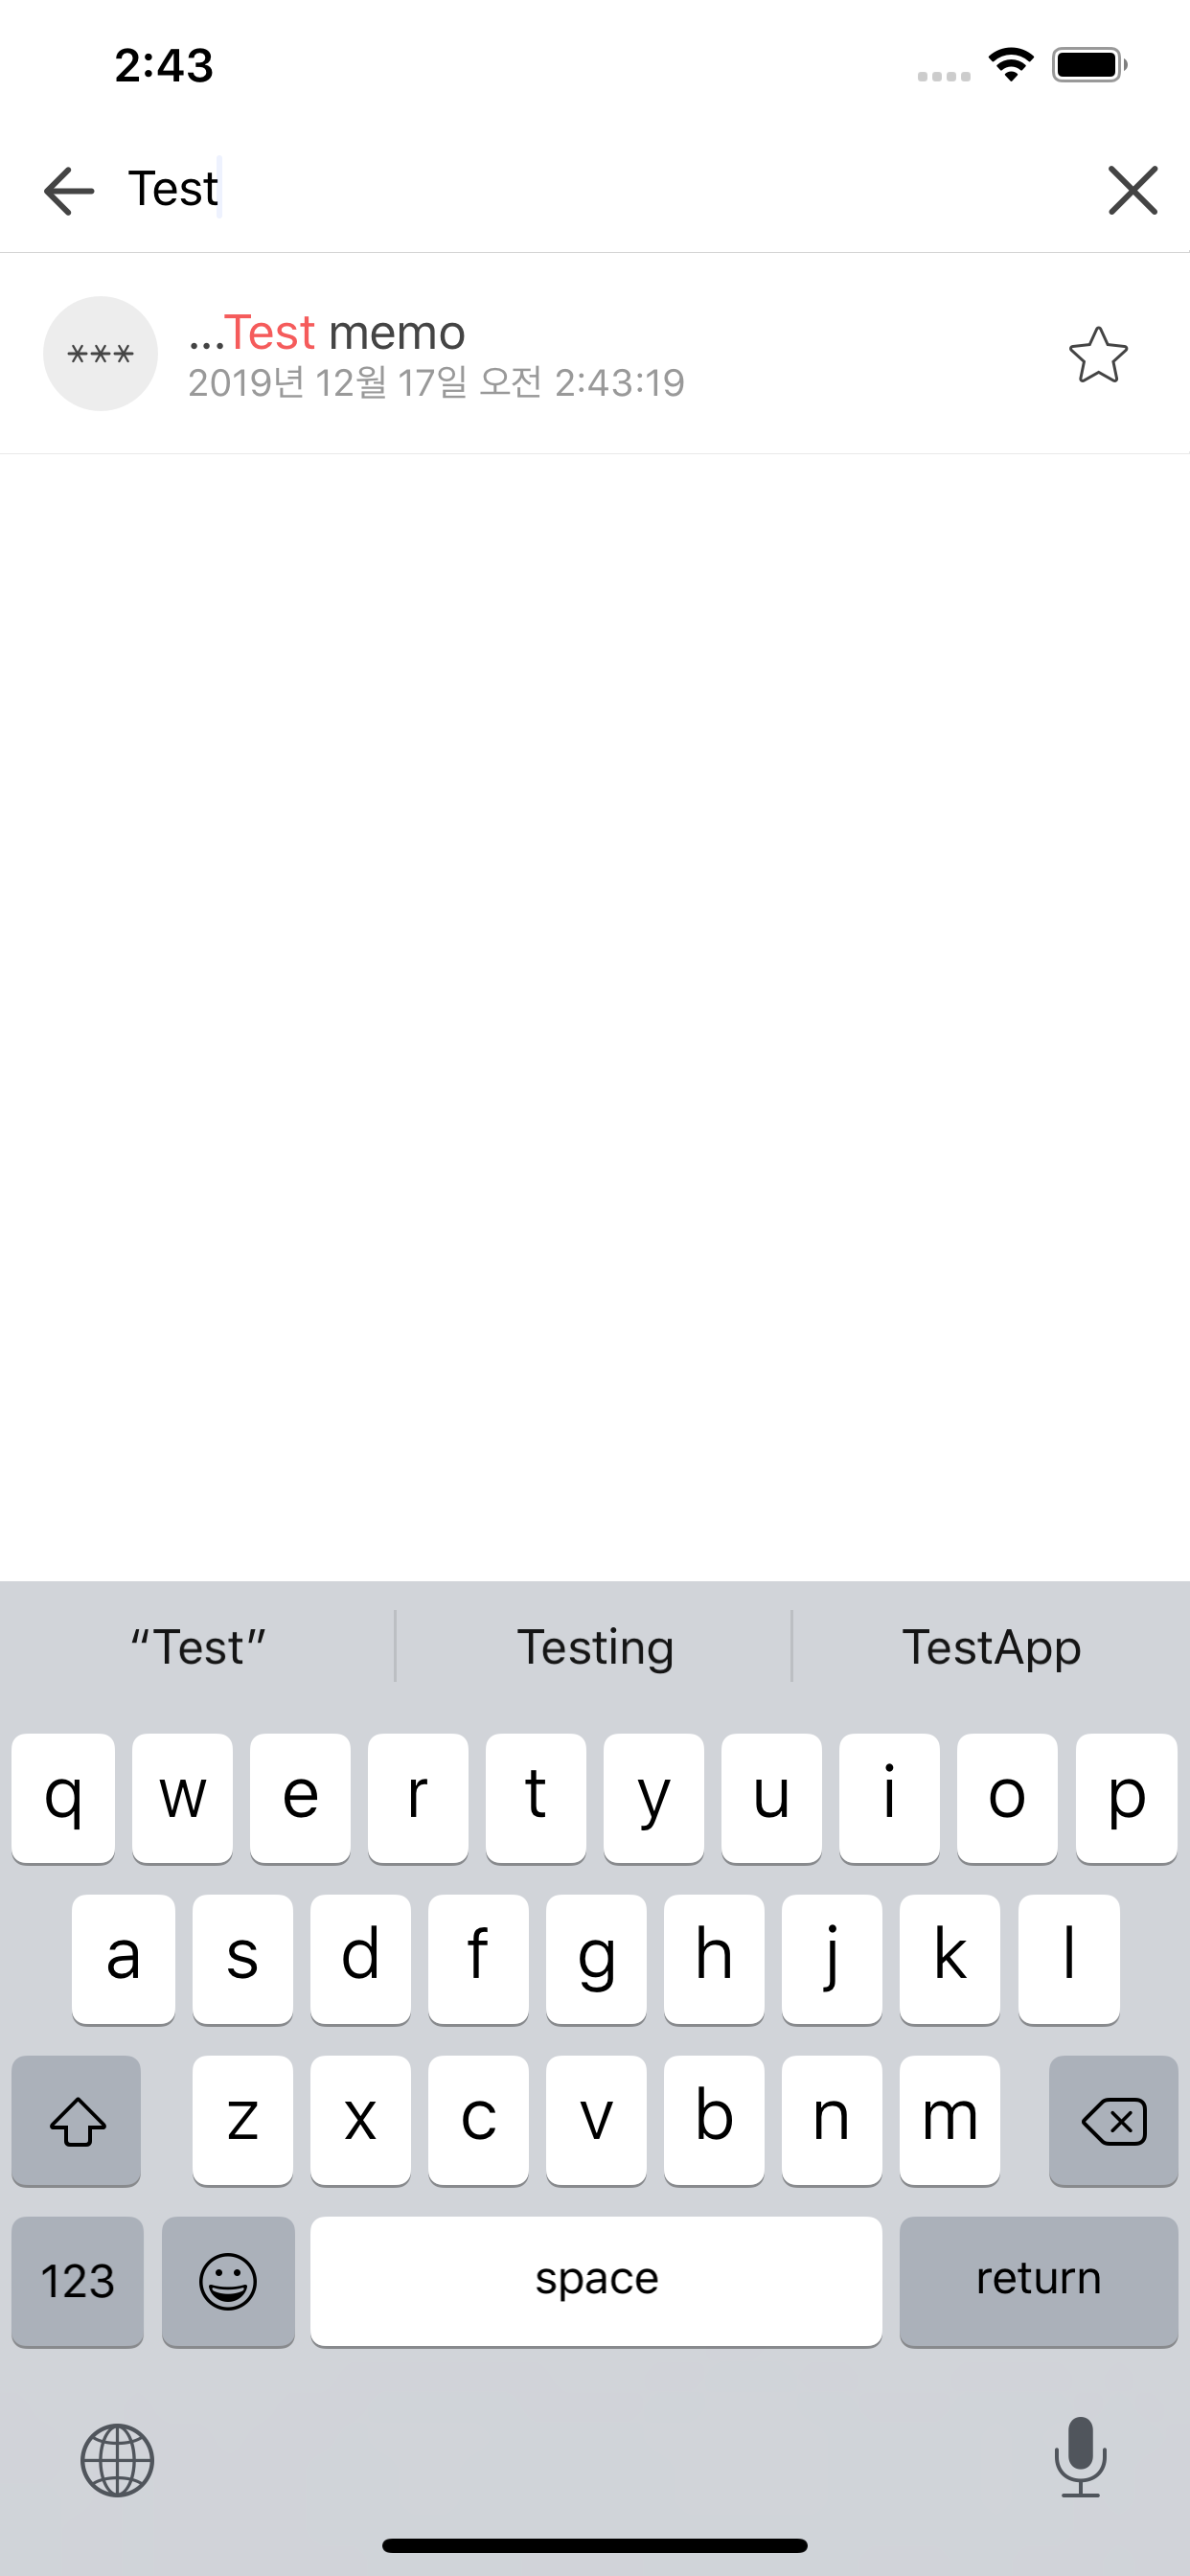 2:43
Test
***
...Test memo
2019년 12월 17일 오전 2:43:19
“Test” Testing TestApp
q w e r t y u i o p
a s d f g h j k l
z x c v b n m
123 space return